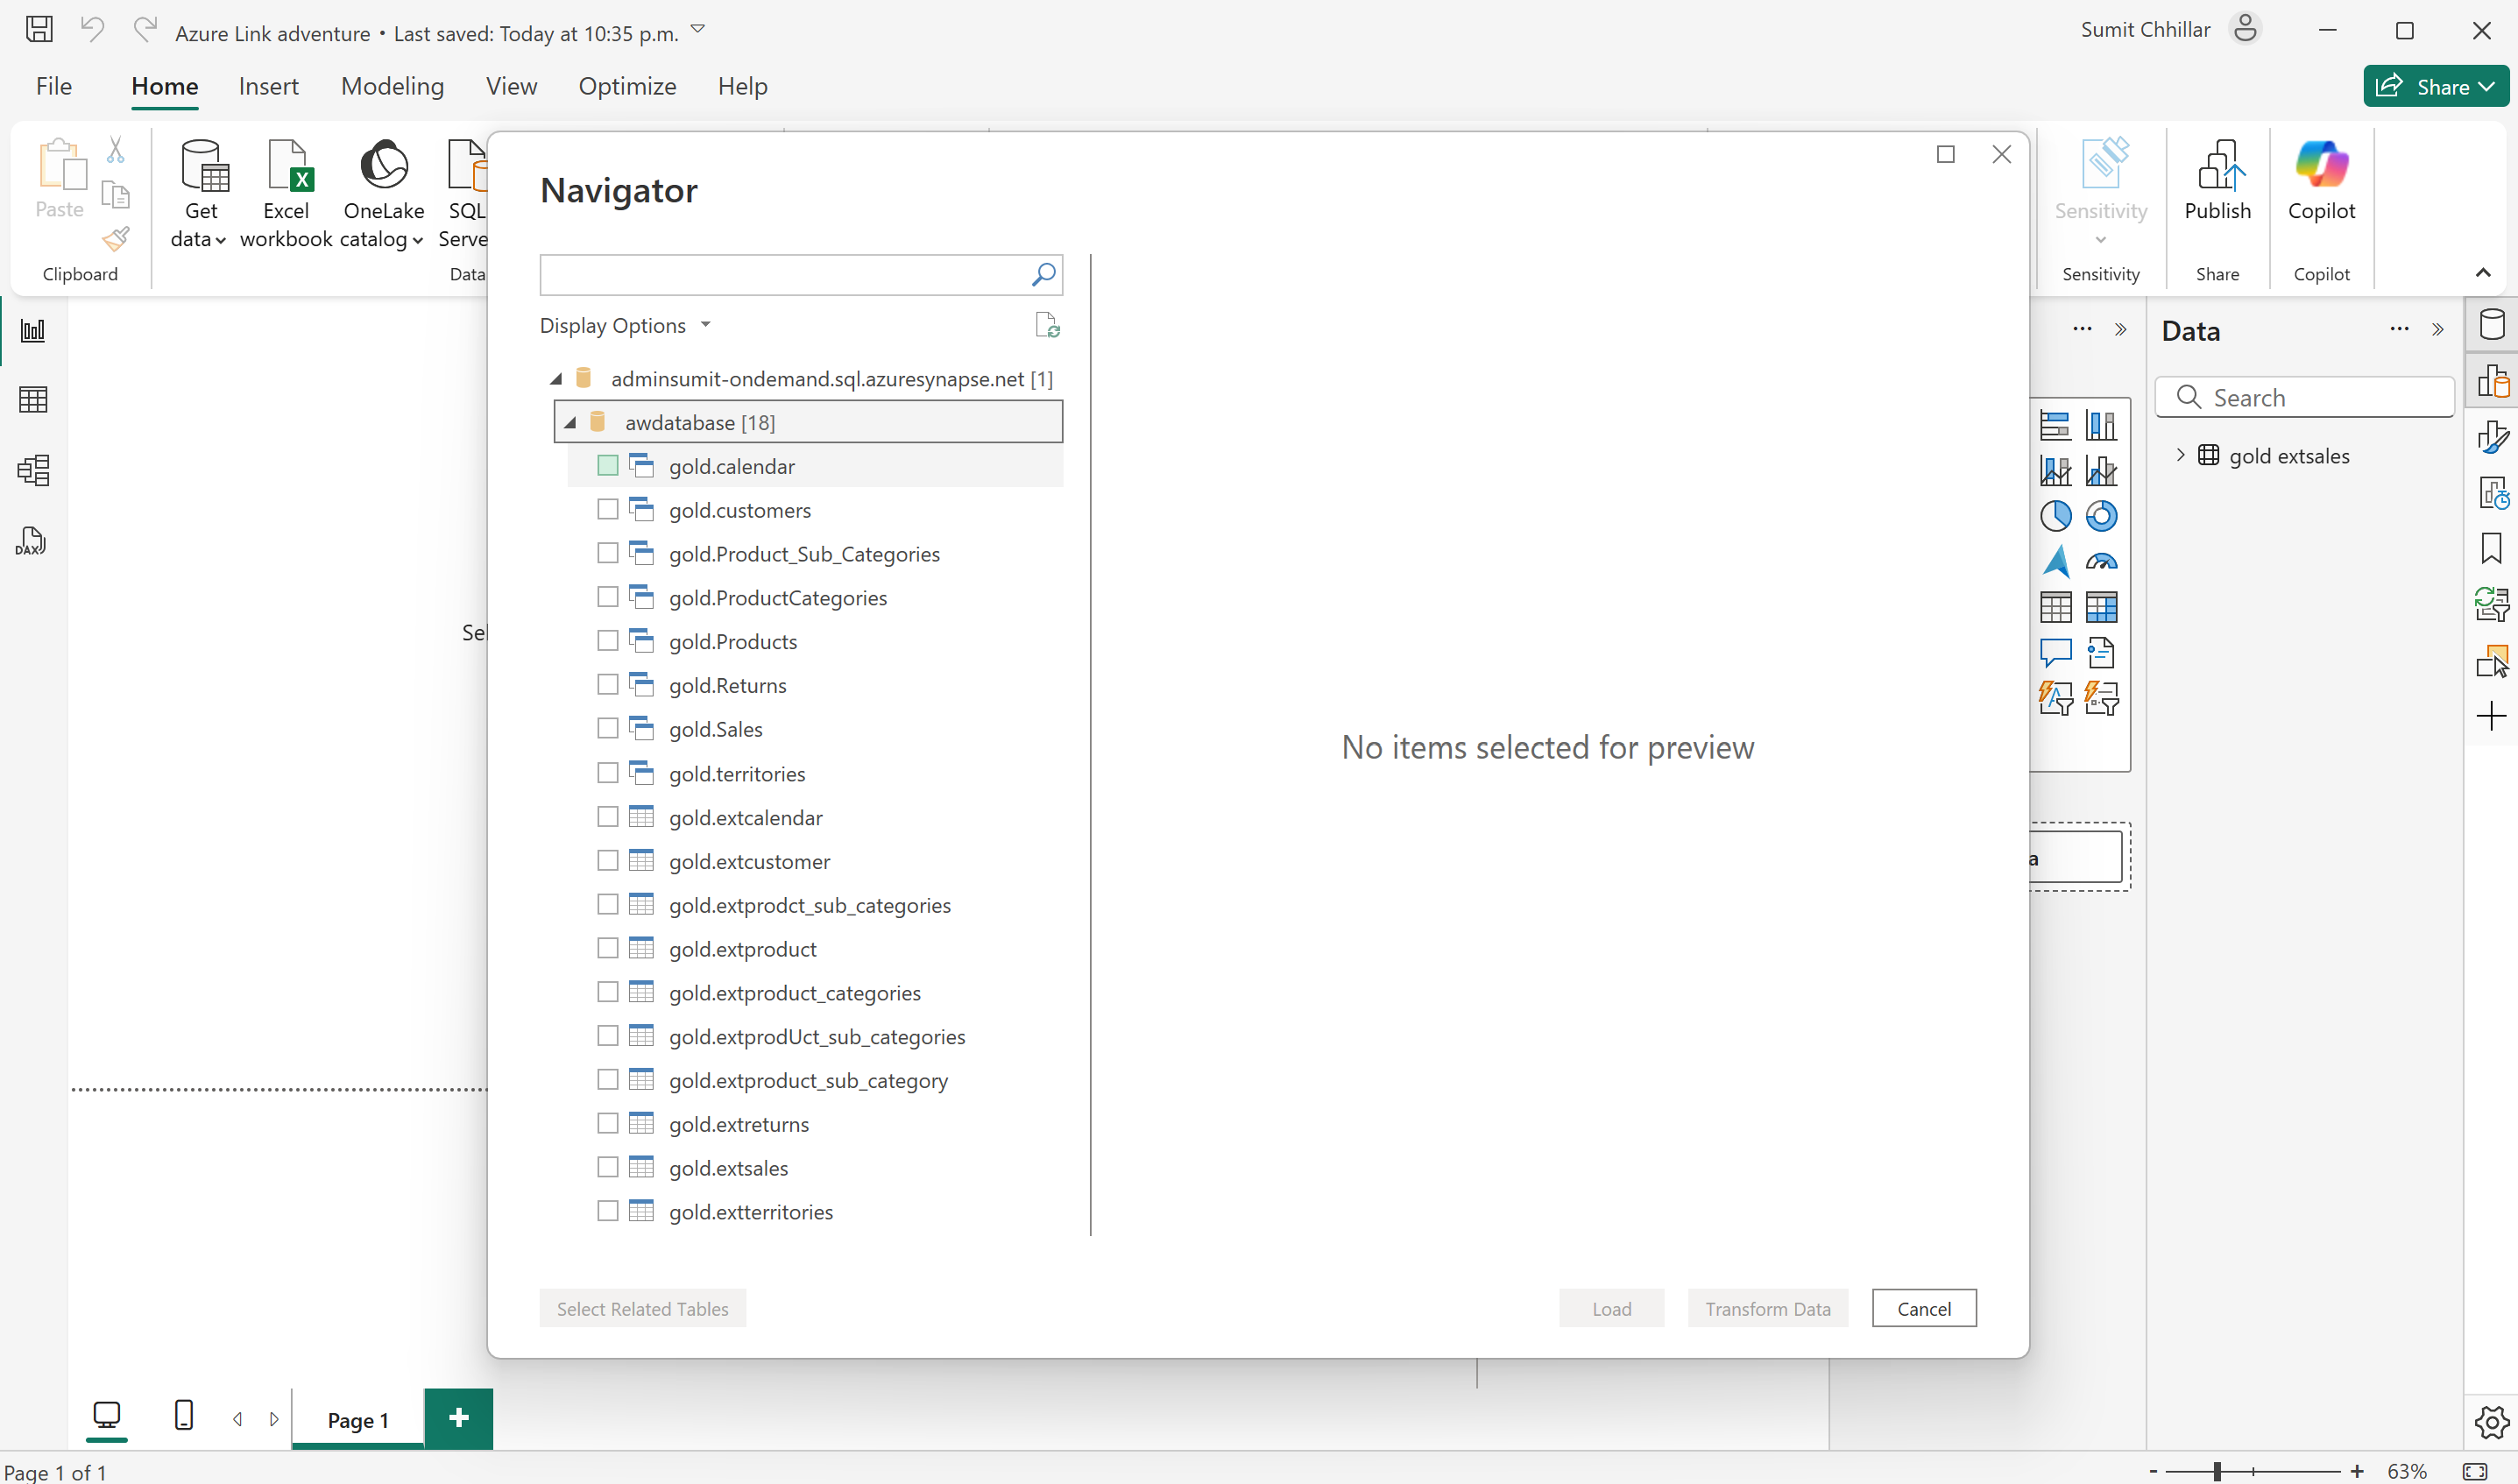 Azure Link adventure • Last saved: Today at 10:35 p.m.
Sumit Chhillar
File Home Insert Modeling View Optimize Help
Share
Paste
Get data
Excel workbook
OneLake catalog
SQL Serve
Sensitivity
Publish
Copilot
Clipboard
Data
Sensitivity
Share
Copilot
Navigator
Display Options
adminsumit-ondemand.sql.azuresynapse.net [1]
awdatabase [18]
gold.calendar
gold.customers
gold.Product_Sub_Categories
gold.ProductCategories
gold.Products
gold.Returns
gold.Sales
gold.territories
gold.extcalendar
gold.extcustomer
gold.extprodct_sub_categories
gold.extproduct
gold.extproduct_categories
gold.extprodUct_sub_categories
gold.extproduct_sub_category
gold.extreturns
gold.extsales
gold.extterritories
No items selected for preview
Select Related Tables
Load
Transform Data
Cancel
Data
Search
gold extsales
DAX
Sel
a
Page 1
Page 1 of 1
63%